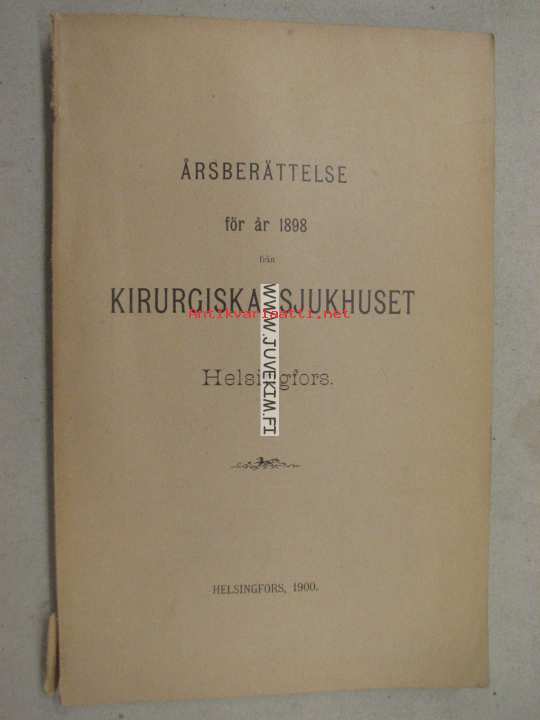 ÅRSBERÄTTELSE
för år 1898
från
KIRURGISKA SJUKHUSET
Antikvariaatti.net
WWW.JUVEKIM.FI
Helsingfors.
HELSINGFORS, 1900.